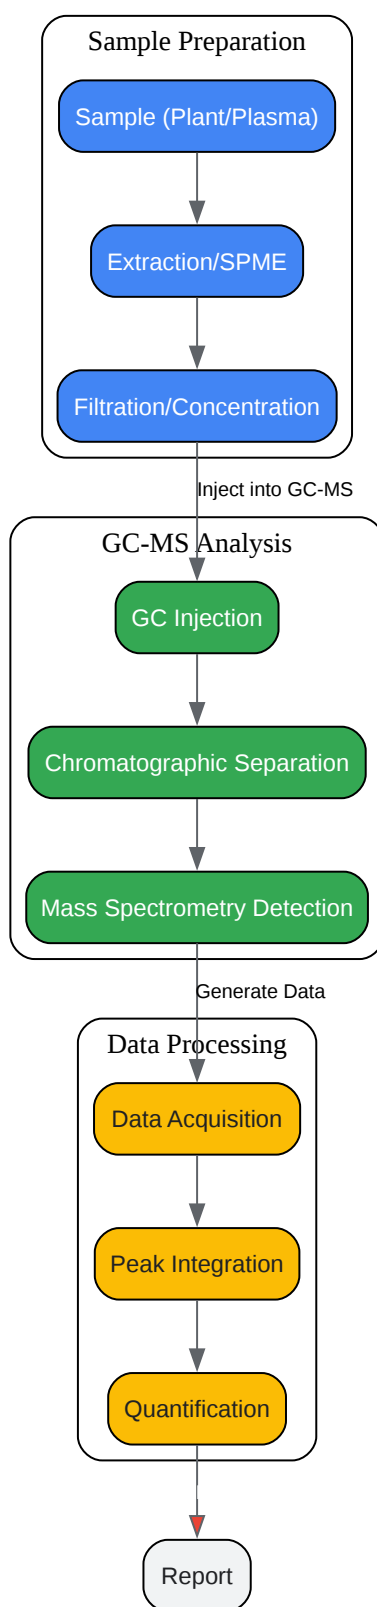 Sample Preparation
Sample (Plant/Plasma)
Extraction/SPME
Filtration/Concentration
Inject into GC-MS
GC-MS Analysis
GC Injection
Chromatographic Separation
Mass Spectrometry Detection
Generate Data
Data Processing
Data Acquisition
Peak Integration
Quantification
Report